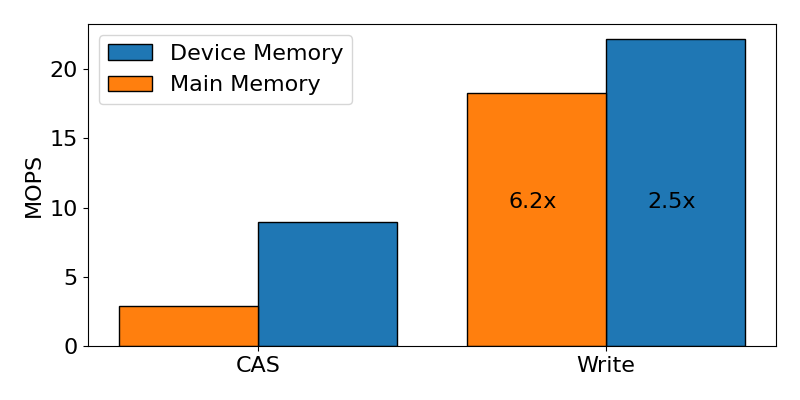 Device Memory
Main Memory
MOPS
20
15
10
5
0
6.2x
2.5x
CAS
Write